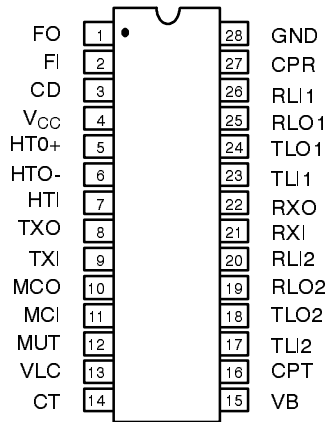 FO 1 28 GND
FI 2 27 CPR
CD 3 26 RLI1
VCC 4 25 RLO1
HT0+ 5 24 TLO1
HTO- 6 23 TLI1
HTI 7 22 RXO
TXO 8 21 RXI
TXI 9 20 RLI2
MCO 10 19 RLO2
MCI 11 18 TLO2
MUT 12 17 TLI2
VLC 13 16 CPT
CT 14 15 VB